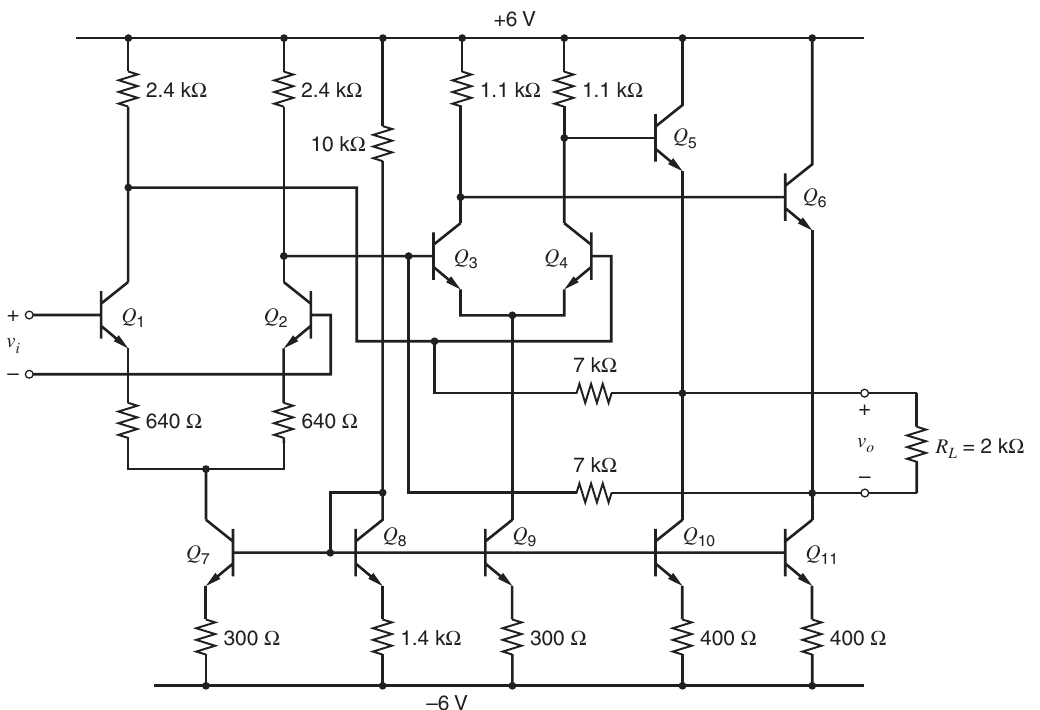 +6 V
2.4 kΩ 2.4 kΩ 1.1 kΩ 1.1 kΩ
10 kΩ Q5
Q6
Q3 Q4
+ Q1 Q2
vi
−
7 kΩ
640 Ω 640 Ω +
vo RL = 2 kΩ
7 kΩ −
Q7 Q8 Q9 Q10 Q11
300 Ω 1.4 kΩ 300 Ω 400 Ω 400 Ω
−6 V